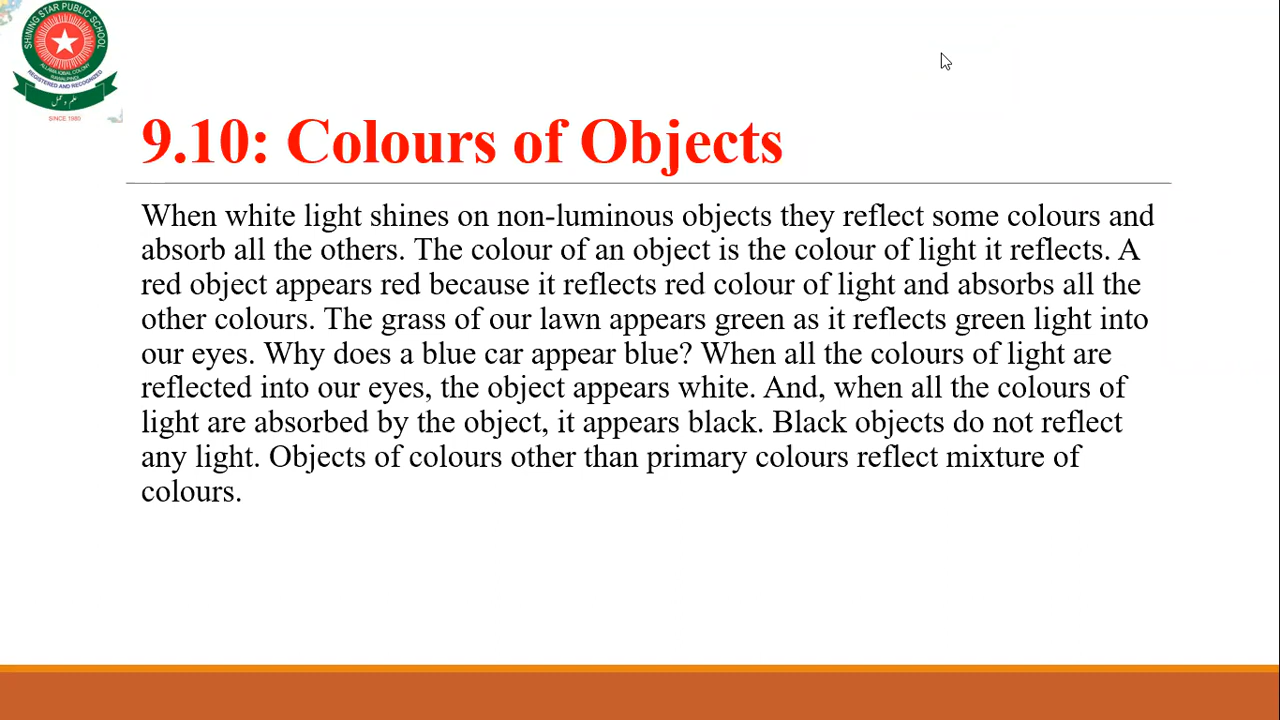 SHINING STAR PUBLIC SCHOOL
ALLAMA IQBAL COLONY
RAWALPINDI
REGISTERED AND RECOGNIZED
علم و عمل
SINCE 1980
9.10: Colours of Objects
When white light shines on non-luminous objects they reflect some colours and
absorb all the others. The colour of an object is the colour of light it reflects. A
red object appears red because it reflects red colour of light and absorbs all the
other colours. The grass of our lawn appears green as it reflects green light into
our eyes. Why does a blue car appear blue? When all the colours of light are
reflected into our eyes, the object appears white. And, when all the colours of
light are absorbed by the object, it appears black. Black objects do not reflect
any light. Objects of colours other than primary colours reflect mixture of
colours.